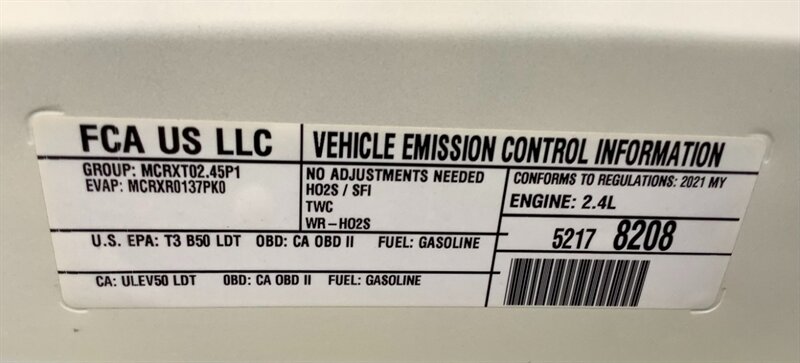 FCA US LLC
VEHICLE EMISSION CONTROL INFORMATION
GROUP: MCRXT02.45P1
EVAP: MCRXR0137PK0
NO ADJUSTMENTS NEEDED
HO2S / SFI
TWC
WR-HO2S
CONFORMS TO REGULATIONS: 2021 MY
ENGINE: 2.4L
U.S. EPA: T3 B50 LDT OBD: CA OBD II FUEL: GASOLINE
5217 8208
CA: ULEV50 LDT OBD: CA OBD II FUEL: GASOLINE